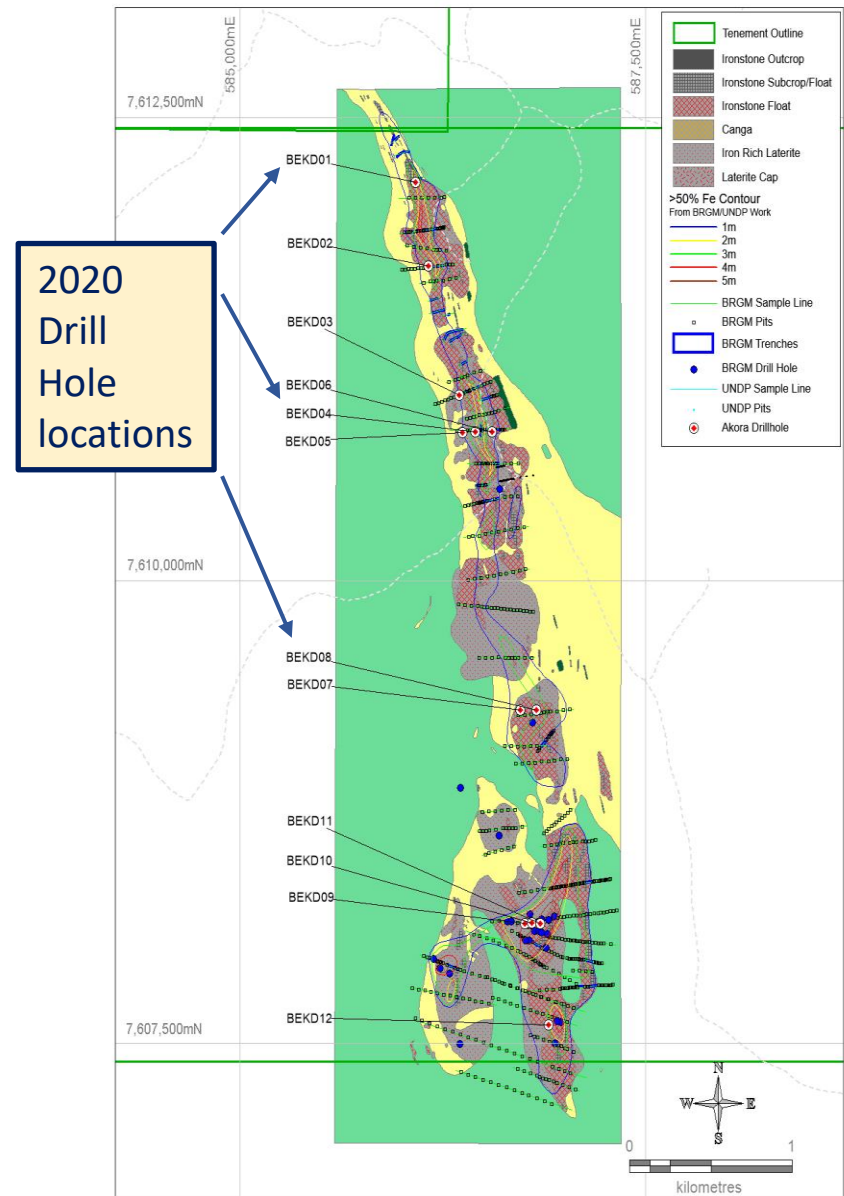 585,000mE
587,500mE
7,612,500mN
BEKD01
BEKD02
2020
Drill
Hole
locations
BEKD03
BEKD06
BEKD04
BEKD05
7,610,000mN
BEKD08
BEKD07
BEKD11
BEKD10
BEKD09
BEKD12
7,607,500mN
Tenement Outline
Ironstone Outcrop
Ironstone Subcrop/Float
Ironstone Float
Canga
Iron Rich Laterite
Laterite Cap
>50% Fe Contour
From BRGM/UNDP Work
1m
2m
3m
4m
5m
BRGM Sample Line
BRGM Pits
BRGM Trenches
BRGM Drill Hole
UNDP Sample Line
UNDP Pits
Akora Drillhole
N
W E
S
0 1
kilometres